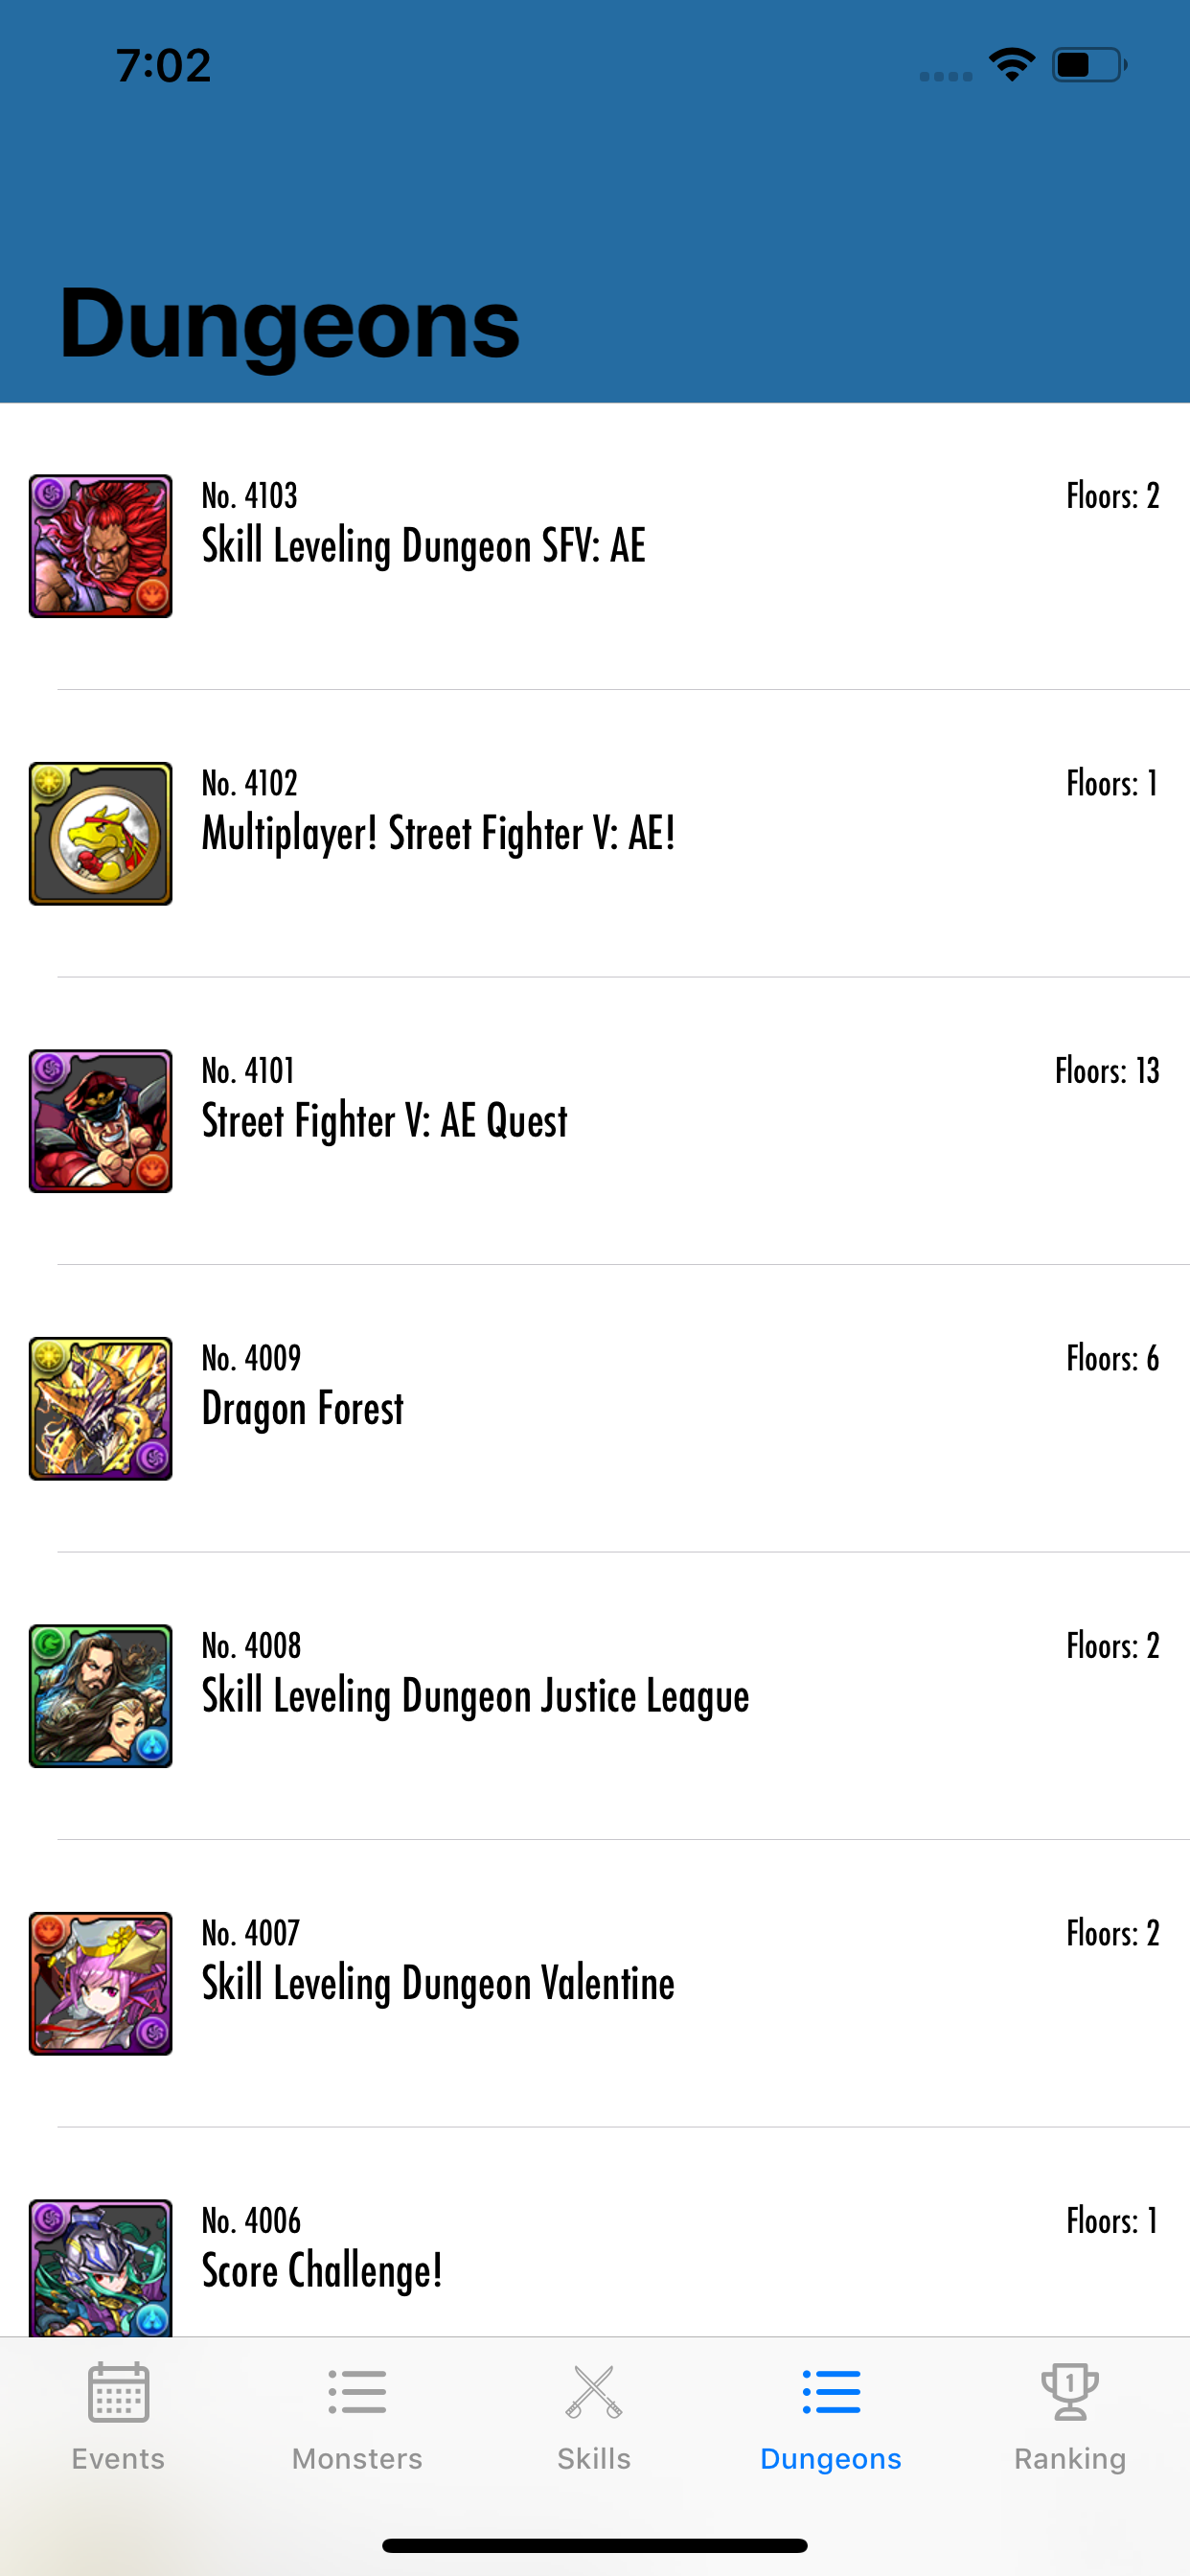 7:02
Dungeons
No. 4103
Floors: 2
Skill Leveling Dungeon SFV: AE
No. 4102
Floors: 1
Multiplayer! Street Fighter V: AE!
No. 4101
Floors: 13
Street Fighter V: AE Quest
No. 4009
Floors: 6
Dragon Forest
No. 4008
Floors: 2
Skill Leveling Dungeon Justice League
No. 4007
Floors: 2
Skill Leveling Dungeon Valentine
No. 4006
Floors: 1
Score Challenge!
1
Events
Monsters
Skills
Dungeons
Ranking